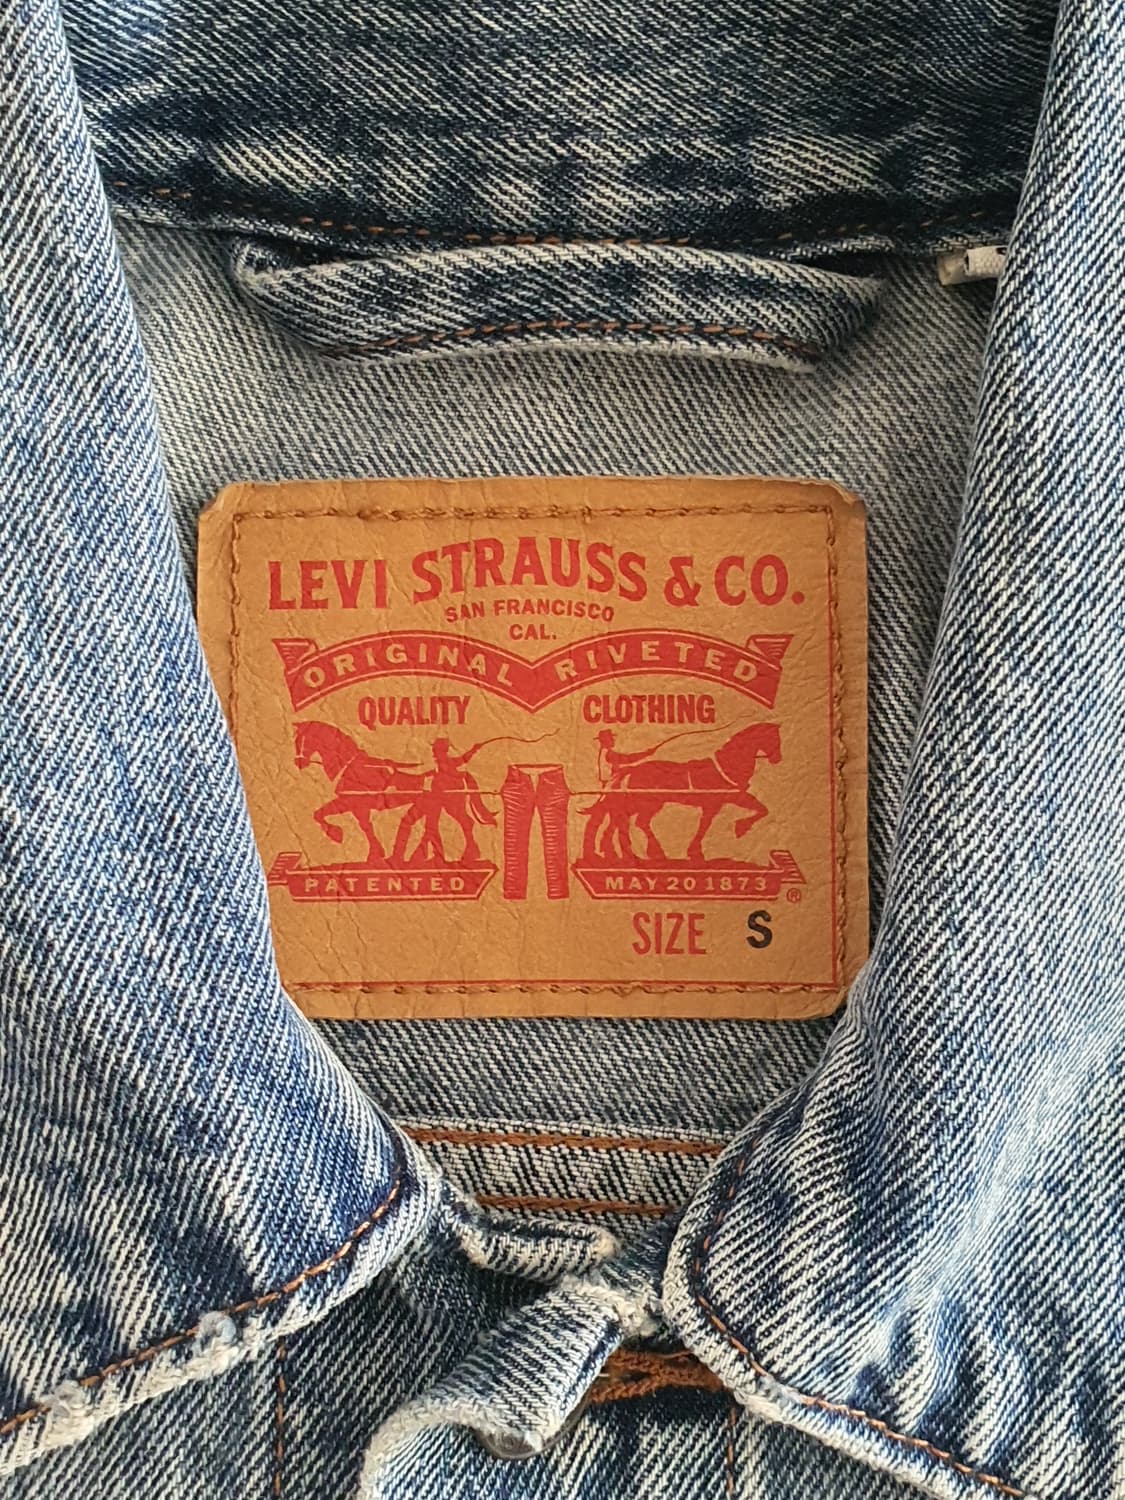 LEVI STRAUSS & CO.
SAN FRANCISCO
CAL.
ORIGINAL RIVETED
QUALITY CLOTHING
PATENTED MAY 20 1873 ®
SIZE S